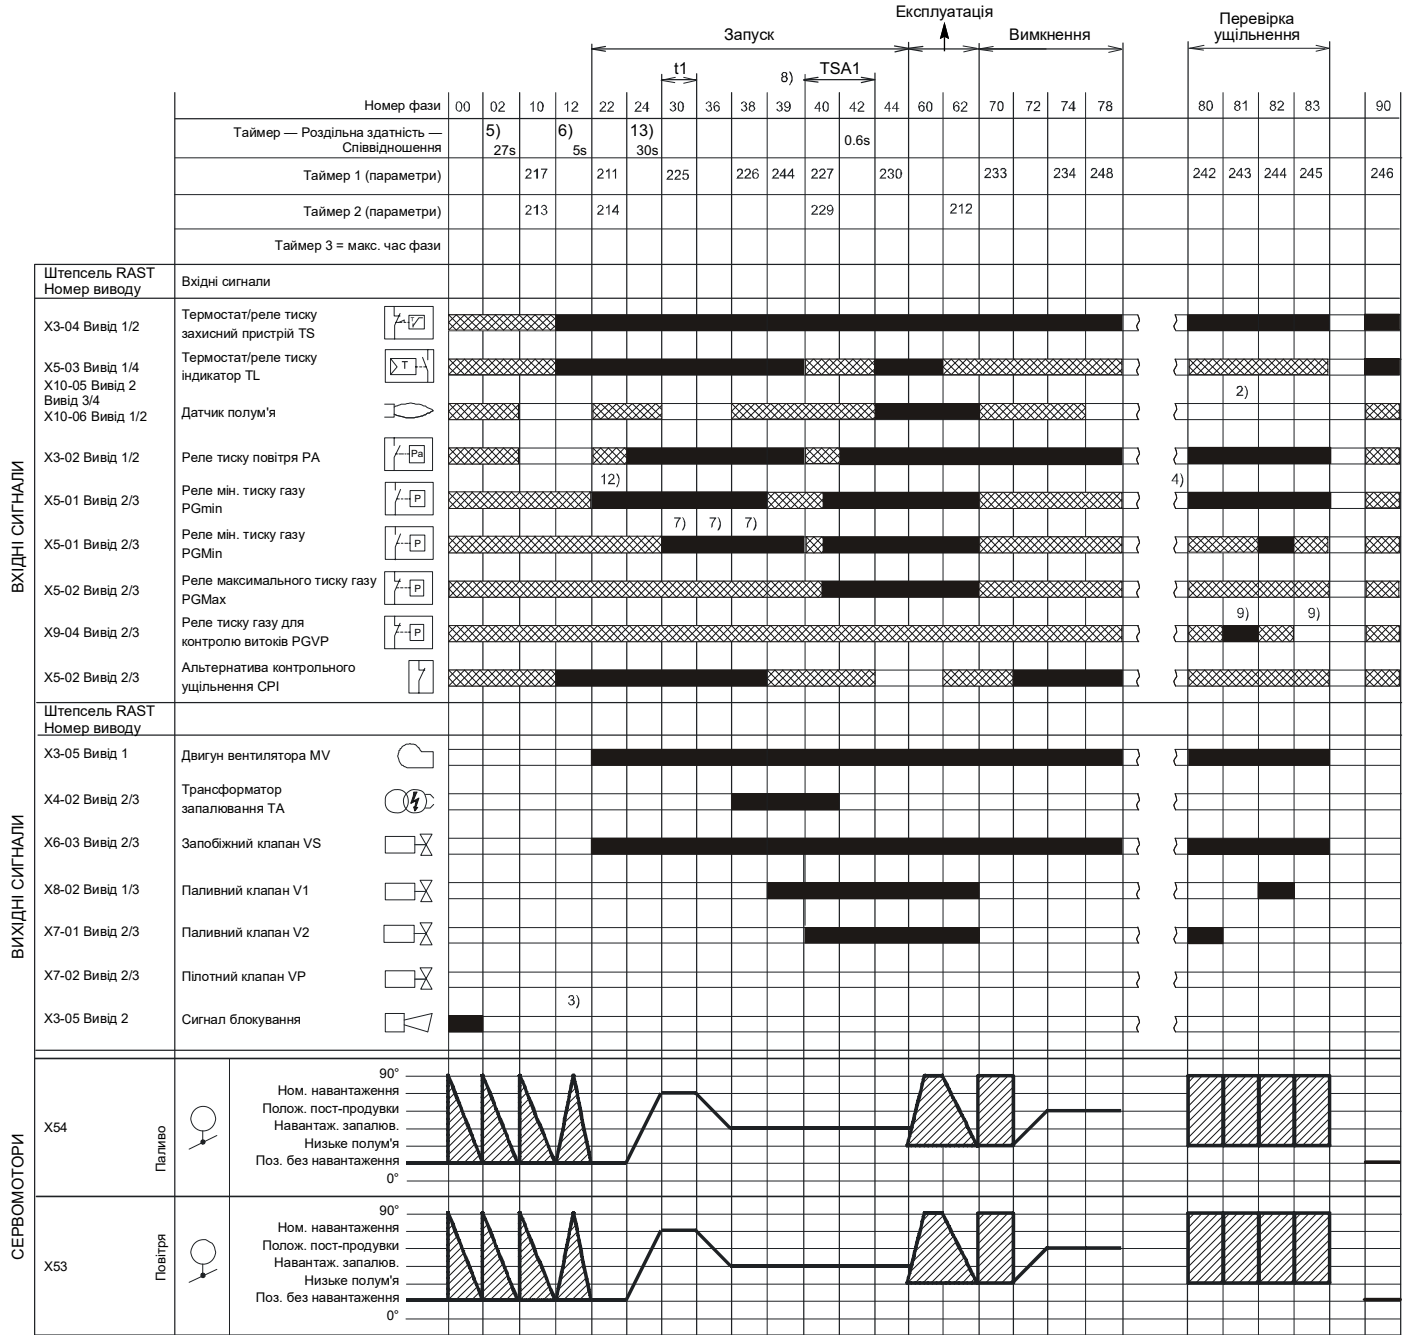 Експлуатація
Запуск
Вимкнення
Перевірка
ущільнення
t1
8)
TSA1
Номер фази 00 02 10 12 22 24 30 36 38 39 40 42 44 60 62 70 72 74 78 80 81 82 83 90
Таймер — Роздільна здатність —
Співвідношення
5) 6) 13)
27s 5s 30s 0.6s
Таймер 1 (параметри) 217 211 225 226 244 227 230 233 234 248 242 243 244 245 246
Таймер 2 (параметри) 213 214 229 212
Таймер 3 = макс. час фази
Штепсель RAST
Номер виводу
Вхідні сигнали
ВХІДНІ СИГНАЛИ
X3-04 Вивід 1/2
Термостат/реле тиску
захисний пристрій TS
X5-03 Вивід 1/4
X10-05 Вивід 2
Вивід 3/4
X10-06 Вивід 1/2
Термостат/реле тиску
індикатор TL
T
2)
Датчик полум'я
X3-02 Вивід 1/2
Реле тиску повітря PA
Pa
12)
4)
X5-01 Вивід 2/3
Реле мін. тиску газу
PGmin
P
7) 7) 7)
X5-01 Вивід 2/3
Реле мін. тиску газу
PGMin
P
X5-02 Вивід 2/3
Реле максимального тиску газу
PGMax
P
9) 9)
X9-04 Вивід 2/3
Реле тиску газу для
контролю витоків PGVP
P
X5-02 Вивід 2/3
Альтернатива контрольного
ущільнення CPI
Штепсель RAST
Номер виводу
ВИХІДНІ СИГНАЛИ
X3-05 Вивід 1
Двигун вентилятора MV
X4-02 Вивід 2/3
Трансформатор
запалювання TA
X6-03 Вивід 2/3
Запобіжний клапан VS
X8-02 Вивід 1/3
Паливний клапан V1
X7-01 Вивід 2/3
Паливний клапан V2
X7-02 Вивід 2/3
Пілотний клапан VP
3)
X3-05 Вивід 2
Сигнал блокування
СЕРВОМОТОРИ
X54
Паливо
90°
Ном. навантаження
Полож. пост-продувки
Навантаж. запалюв.
Низьке полум'я
Поз. без навантаження
0°
X53
Повітря
90°
Ном. навантаження
Полож. пост-продувки
Навантаж. запалюв.
Низьке полум'я
Поз. без навантаження
0°